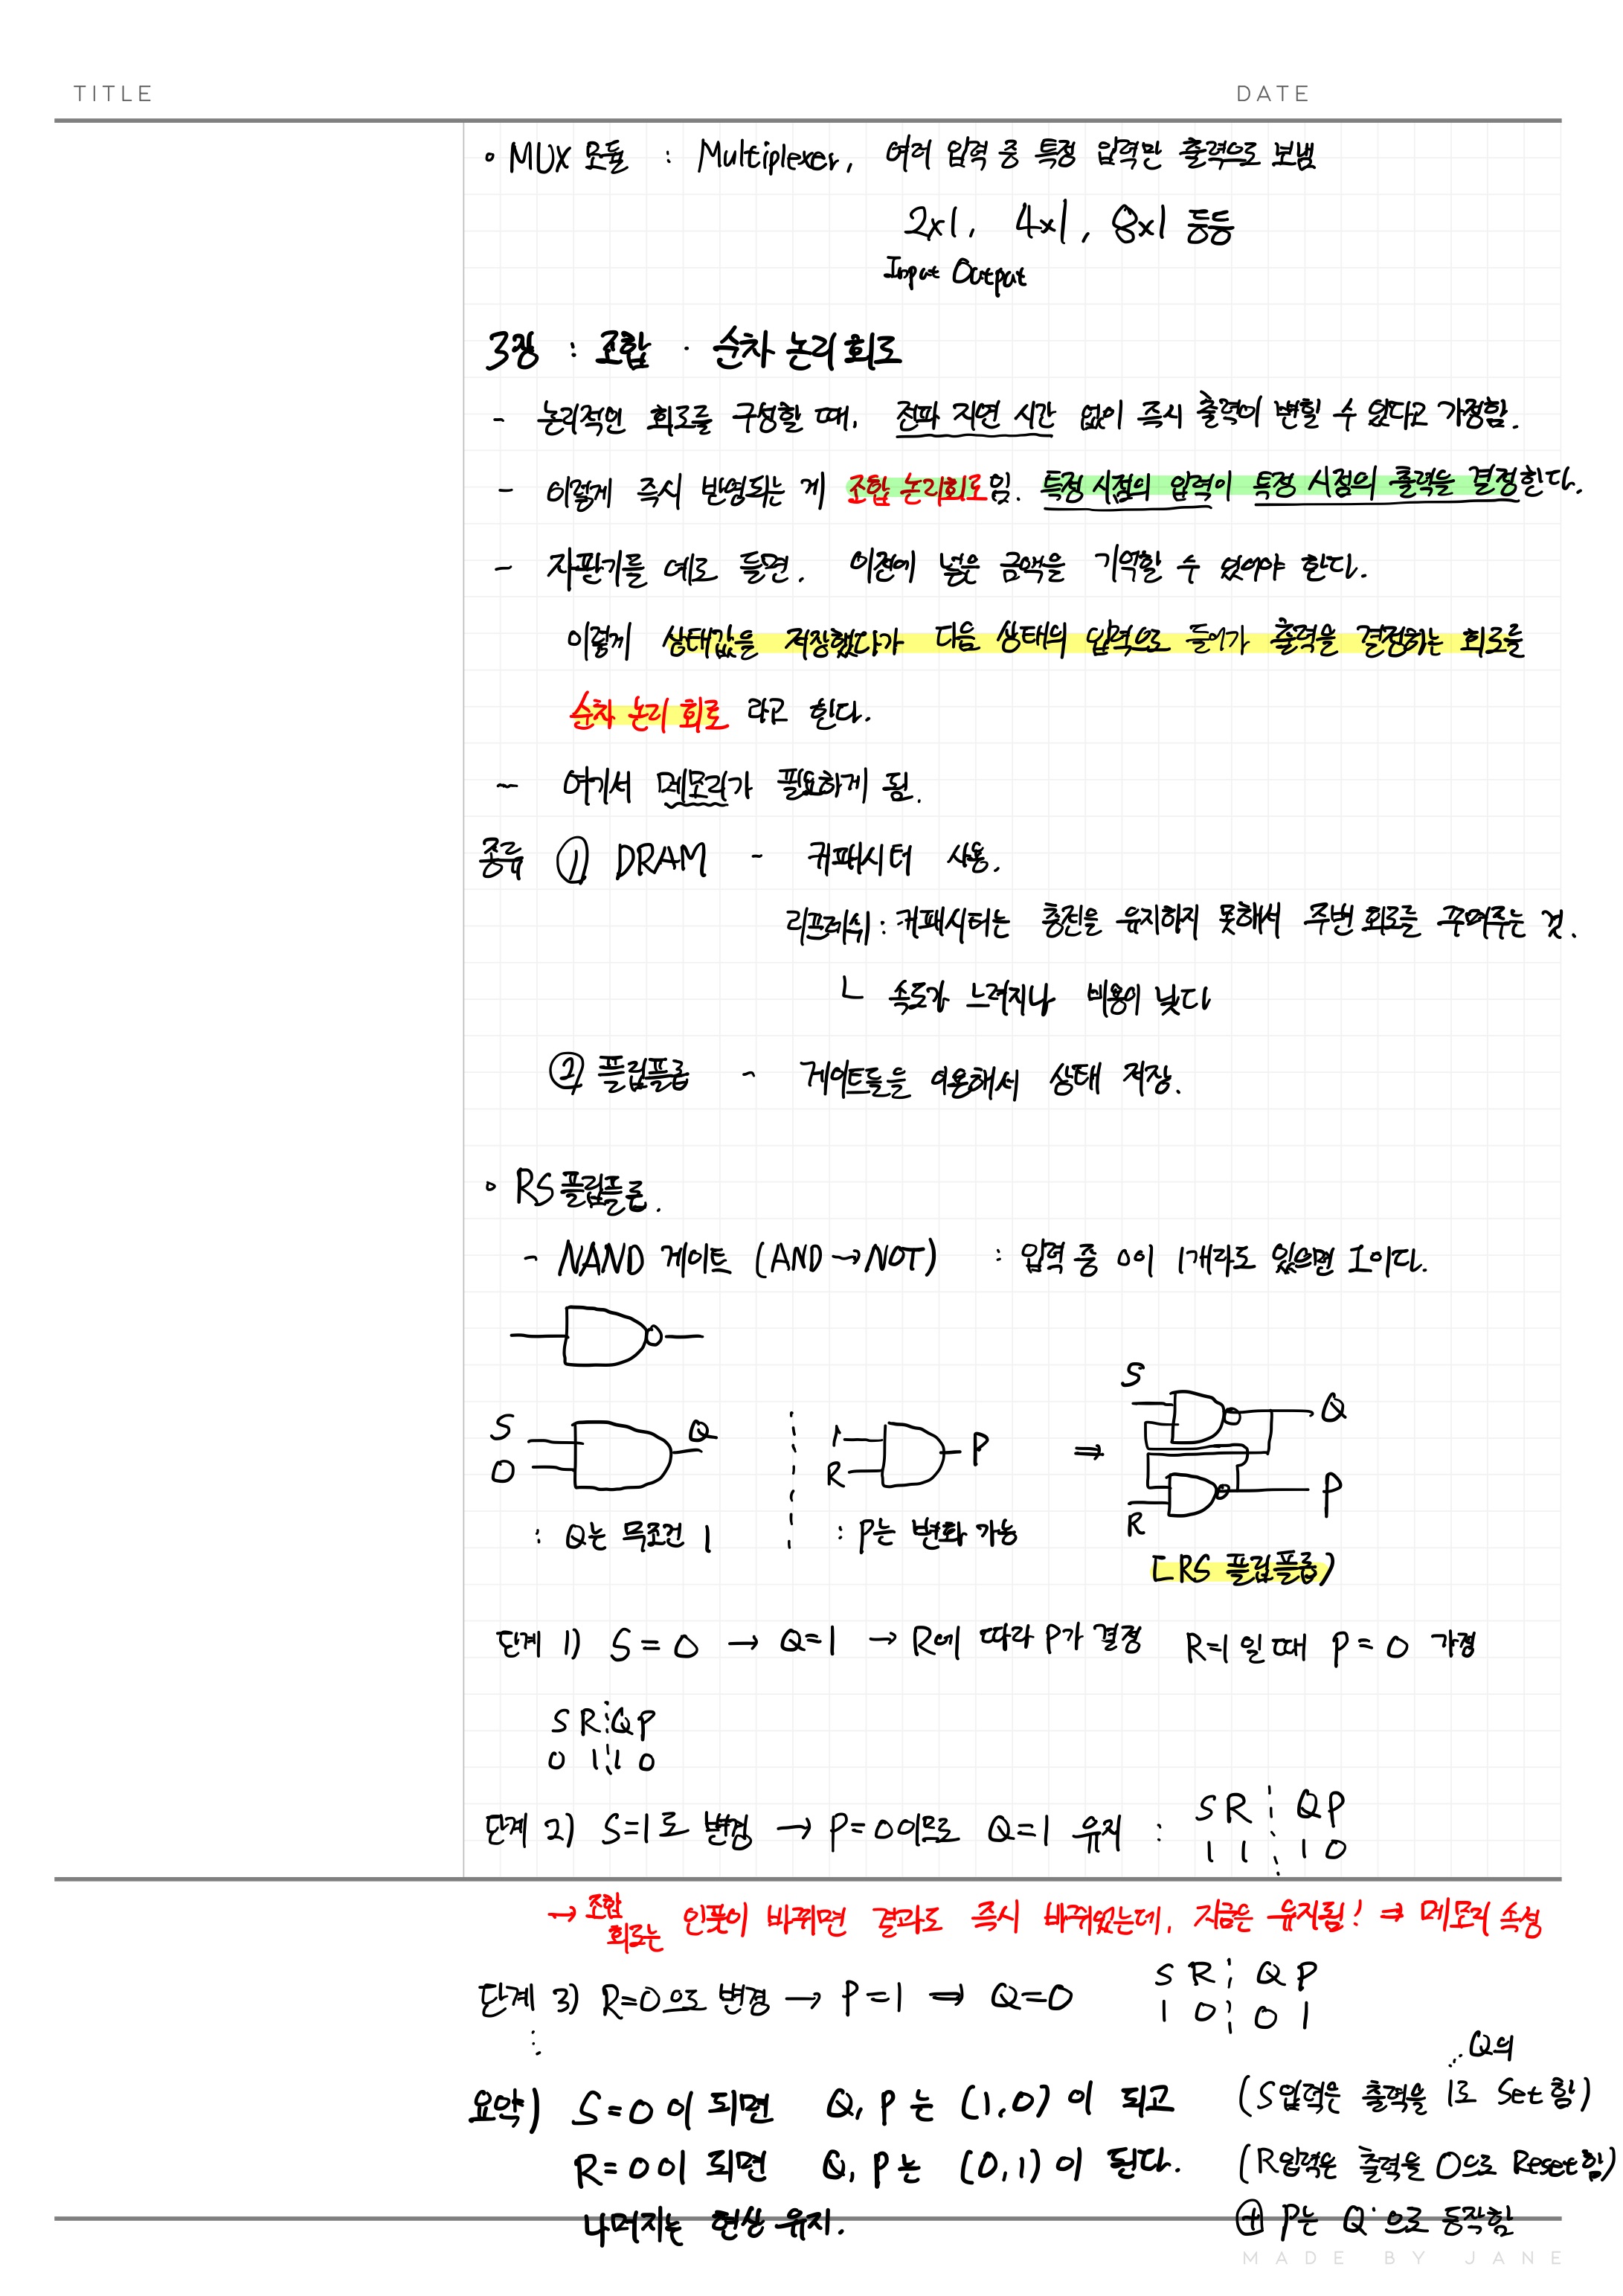 TITLE DATE
• MUX 모듈 : Multiplexer, 여러 입력 중 특정 입력만 출력으로 보냄
2x1, 4x1, 8x1 등등
Input Output
3장 : 조합 · 순차 논리 회로
- 논리적인 회로를 구성할 때, 전파 지연 시간 없이 즉시 출력이 변할 수 있다고 가정함.
- 이렇게 즉시 반영되는 게 조합 논리회로임. 특정 시점의 입력이 특정 시점의 출력을 결정한다.
- 자판기를 예로 들면, 이전에 넣은 금액을 기억할 수 있어야 한다.
이렇게 상태값을 저장했다가 다음 상태의 입력으로 들어가 출력을 결정하는 회로를
순차 논리 회로 라고 한다.
- 여기서 메모리가 필요하게 됨.
종류 ① DRAM - 커패시터 사용.
리프레쉬 : 커패시터는 충전을 유지하지 못해서 주변 회로를 꾸며주는 것.
ㄴ 속도가 느려지나 비용이 낮다
② 플립플롭 - 게이트들을 이용해서 상태 저장.
• RS 플립플롭.
- NAND 게이트 (AND → NOT) : 입력 중 0이 1개라도 있으면 1이다.
S
0
Q
1
R
P
⇒
S
R
Q
P
: Q는 무조건 1
: P는 변화 가능
[RS 플립플롭)
단계 1) S = 0 → Q = 1 → R에 따라 P가 결정 R=1 일 때 P = 0 가정
S R Q P
0 1 1 0
단계 2) S=1로 변경 → P=0이므로 Q=1 유지 :
S R Q P
1 1 1 0
→ 조합 회로는 인풋이 바뀌면 결과도 즉시 바뀌었는데, 지금은 유지됨! ⇒ 메모리 속성
단계 3) R=0으로 변경 → P=1 ⇒ Q=0
S R Q P
1 0 0 1
Q의
요약) S=0이 되면 Q, P는 (1,0)이 되고 (S입력은 출력을 1로 Set함)
R=0이 되면 Q, P는 (0,1)이 된다. (R입력은 출력을 0으로 Reset함)
나머지는 현상 유지. ⊕ P는 Q'으로 동작함
MADE BY JANE